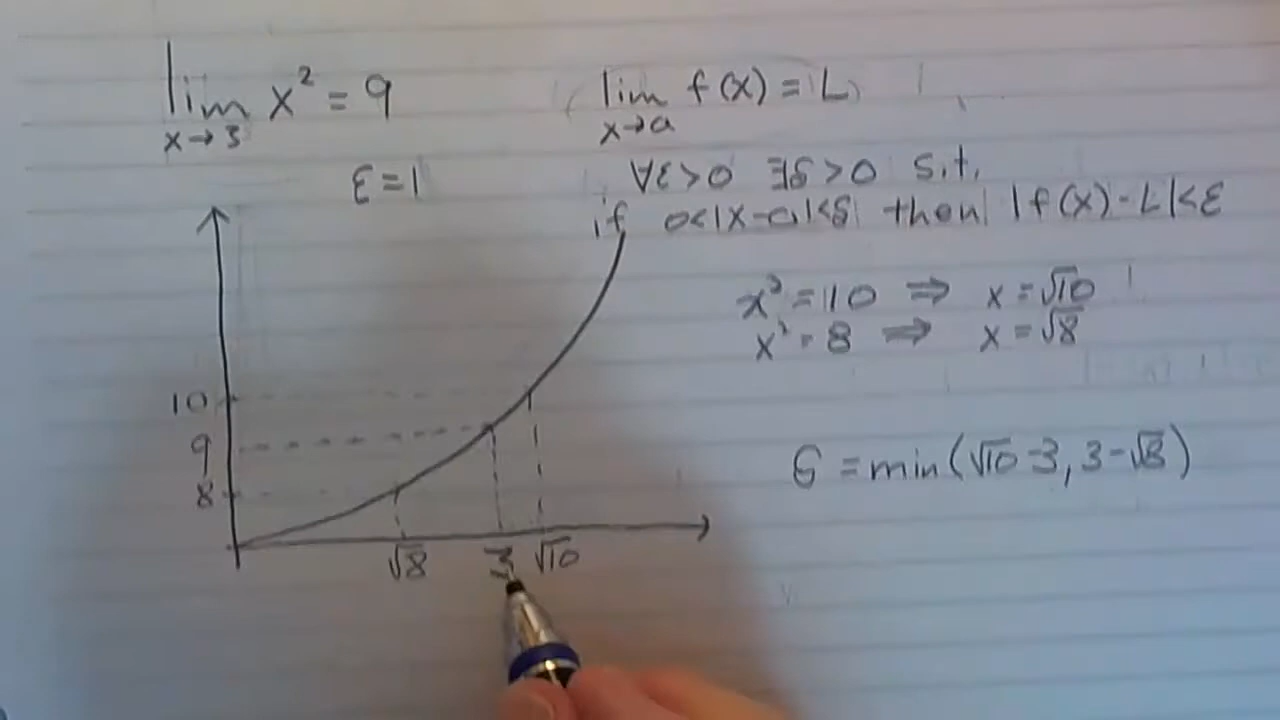 lim x² = 9
x→3
ε=1
lim f(x) = L
x→a
∀ε>0 ∃δ>0 s.t.
if 0<|x-a|<δ then |f(x)-L|<ε
x²=10 ⇒ x=√10
x²=8 ⇒ x=√8
δ = min(√10-3, 3-√8)
10
9
8
√8 3 √10